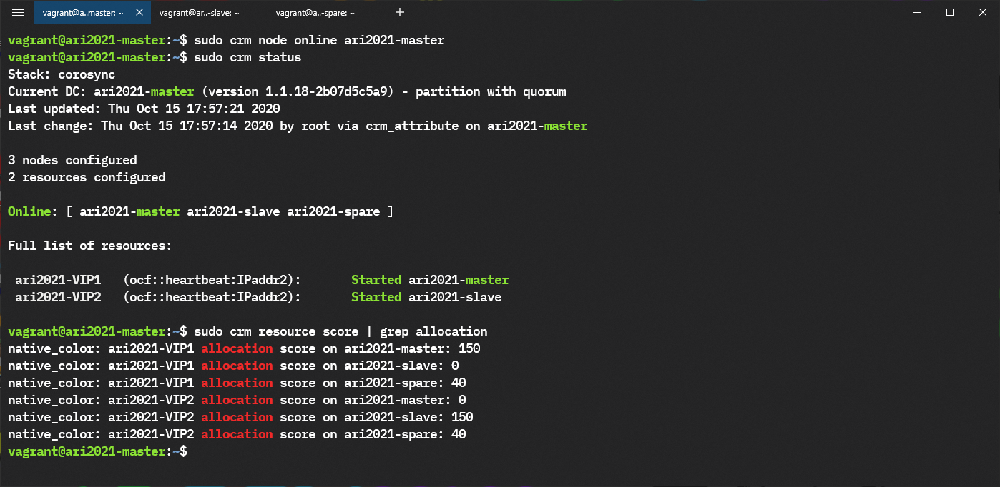 vagrant@a..master: ~ vagrant@ar..-slave: ~ vagrant@a..-spare: ~
vagrant@ari2021-master:~$ sudo crm node online ari2021-master
vagrant@ari2021-master:~$ sudo crm status
Stack: corosync
Current DC: ari2021-master (version 1.1.18-2b07d5c5a9) - partition with quorum
Last updated: Thu Oct 15 17:57:21 2020
Last change: Thu Oct 15 17:57:14 2020 by root via crm_attribute on ari2021-master
3 nodes configured
2 resources configured
Online: [ ari2021-master ari2021-slave ari2021-spare ]
Full list of resources:
ari2021-VIP1 (ocf::heartbeat:IPaddr2): Started ari2021-master
ari2021-VIP2 (ocf::heartbeat:IPaddr2): Started ari2021-slave
vagrant@ari2021-master:~$ sudo crm resource score | grep allocation
native_color: ari2021-VIP1 allocation score on ari2021-master: 150
native_color: ari2021-VIP1 allocation score on ari2021-slave: 0
native_color: ari2021-VIP1 allocation score on ari2021-spare: 40
native_color: ari2021-VIP2 allocation score on ari2021-master: 0
native_color: ari2021-VIP2 allocation score on ari2021-slave: 150
native_color: ari2021-VIP2 allocation score on ari2021-spare: 40
vagrant@ari2021-master:~$